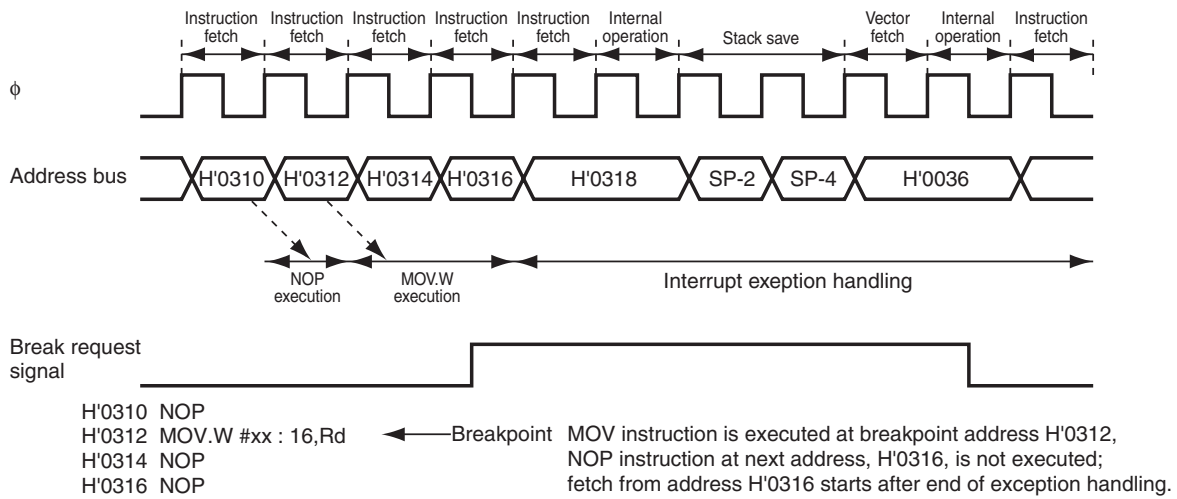 Instruction fetch
Instruction fetch
Instruction fetch
Instruction fetch
Instruction fetch
Internal operation
Stack save
Vector fetch
Internal operation
Instruction fetch
φ
Address bus
H'0310
H'0312
H'0314
H'0316
H'0318
SP-2
SP-4
H'0036
NOP execution
MOV.W execution
Interrupt exeption handling
Break request signal
H'0310 NOP
H'0312 MOV.W #xx : 16,Rd
H'0314 NOP
H'0316 NOP
Breakpoint
MOV instruction is executed at breakpoint address H'0312,
NOP instruction at next address, H'0316, is not executed;
fetch from address H'0316 starts after end of exception handling.